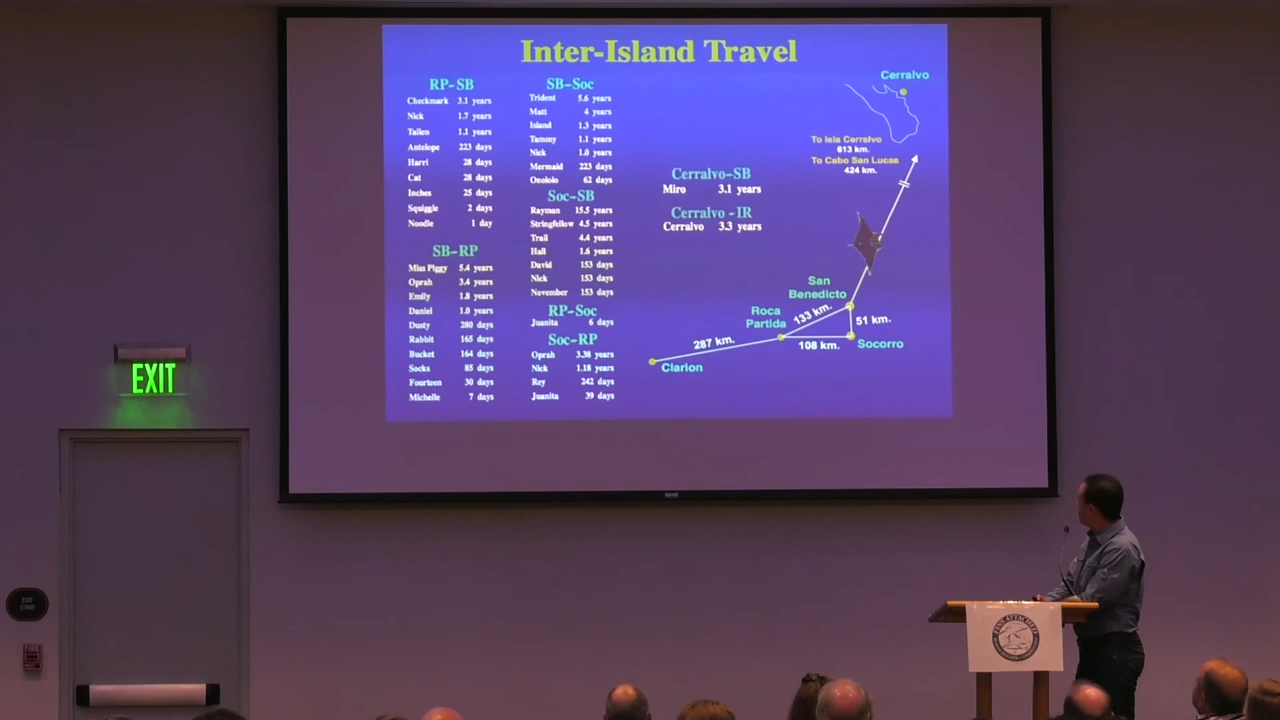 Inter-Island Travel
RP-SB
Checkmark 3.1 years
Nick 1.7 years
Tallen 1.1 years
Antelope 223 days
Harri 28 days
Cat 28 days
Inches 25 days
Squiggle 2 days
Noodle 1 day
SB-RP
Miss Piggy 5.4 years
Oprah 3.4 years
Emily 1.8 years
Daniel 1.0 years
Dusty 280 days
Rabbit 165 days
Bucket 164 days
Socks 85 days
Fourteen 30 days
Michelle 7 days
SB-Soc
Trident 5.6 years
Matt 4 years
Island 1.3 years
Tammy 1.1 years
Nick 1.0 years
Mermaid 223 days
Onololo 62 days
Soc-SB
Rayman 15.5 years
Stringfellow 4.5 years
Trail 4.4 years
Hall 1.6 years
David 153 days
Nick 153 days
November 153 days
RP-Soc
Juanita 6 days
Soc-RP
Oprah 3.38 years
Nick 1.18 years
Rey 242 days
Juanita 39 days
Cerralvo-SB
Miro 3.1 years
Cerralvo -IR
Cerralvo 3.3 years
Cerralvo
To Isla Cerralvo
613 km.
To Cabo San Lucas
424 km.
San
Benedicto
Roca
Partida
133 km.
51 km.
287 km.
108 km.
Socorro
Clarion
EXIT
FINS ATTACHED